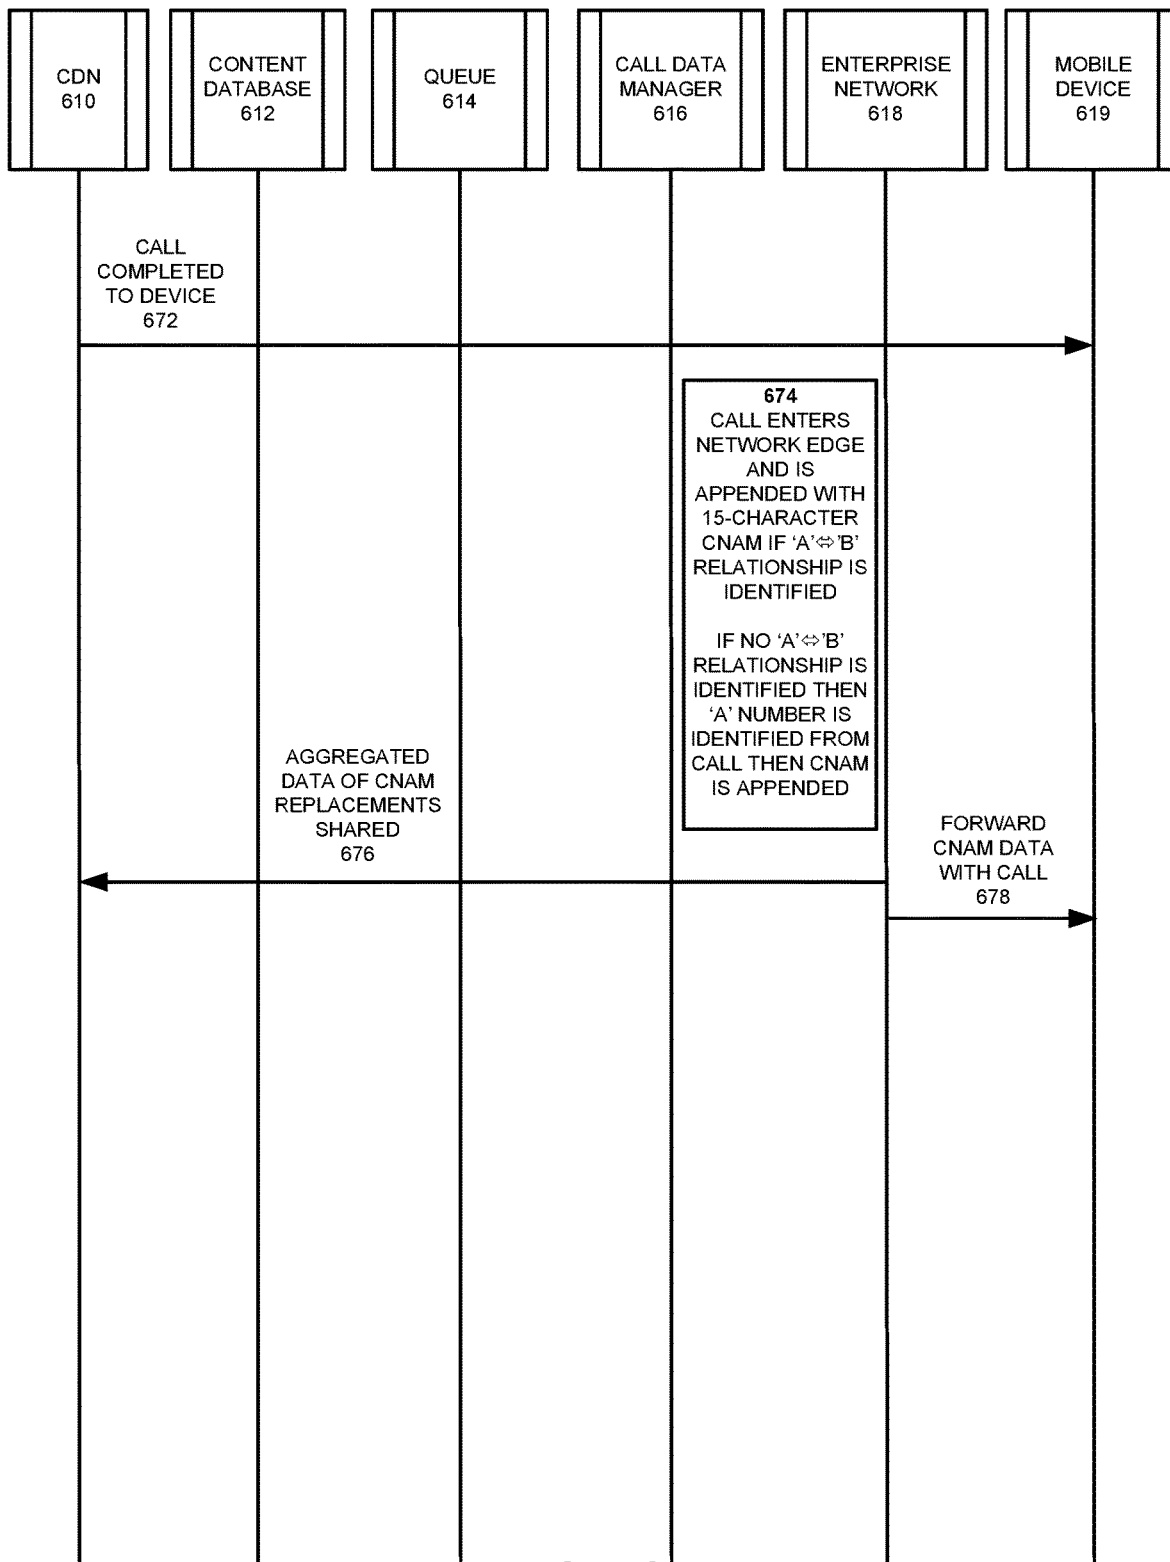 CDN
610
CONTENT
DATABASE
612
QUEUE
614
CALL DATA
MANAGER
616
ENTERPRISE
NETWORK
618
MOBILE
DEVICE
619
CALL
COMPLETED
TO DEVICE
672
674
CALL ENTERS
NETWORK EDGE
AND IS
APPENDED WITH
15-CHARACTER
CNAM IF ‘A’⇔’B’
RELATIONSHIP IS
IDENTIFIED
IF NO ‘A’⇔’B’
RELATIONSHIP IS
IDENTIFIED THEN
‘A’ NUMBER IS
IDENTIFIED FROM
CALL THEN CNAM
IS APPENDED
AGGREGATED
DATA OF CNAM
REPLACEMENTS
SHARED
676
FORWARD
CNAM DATA
WITH CALL
678